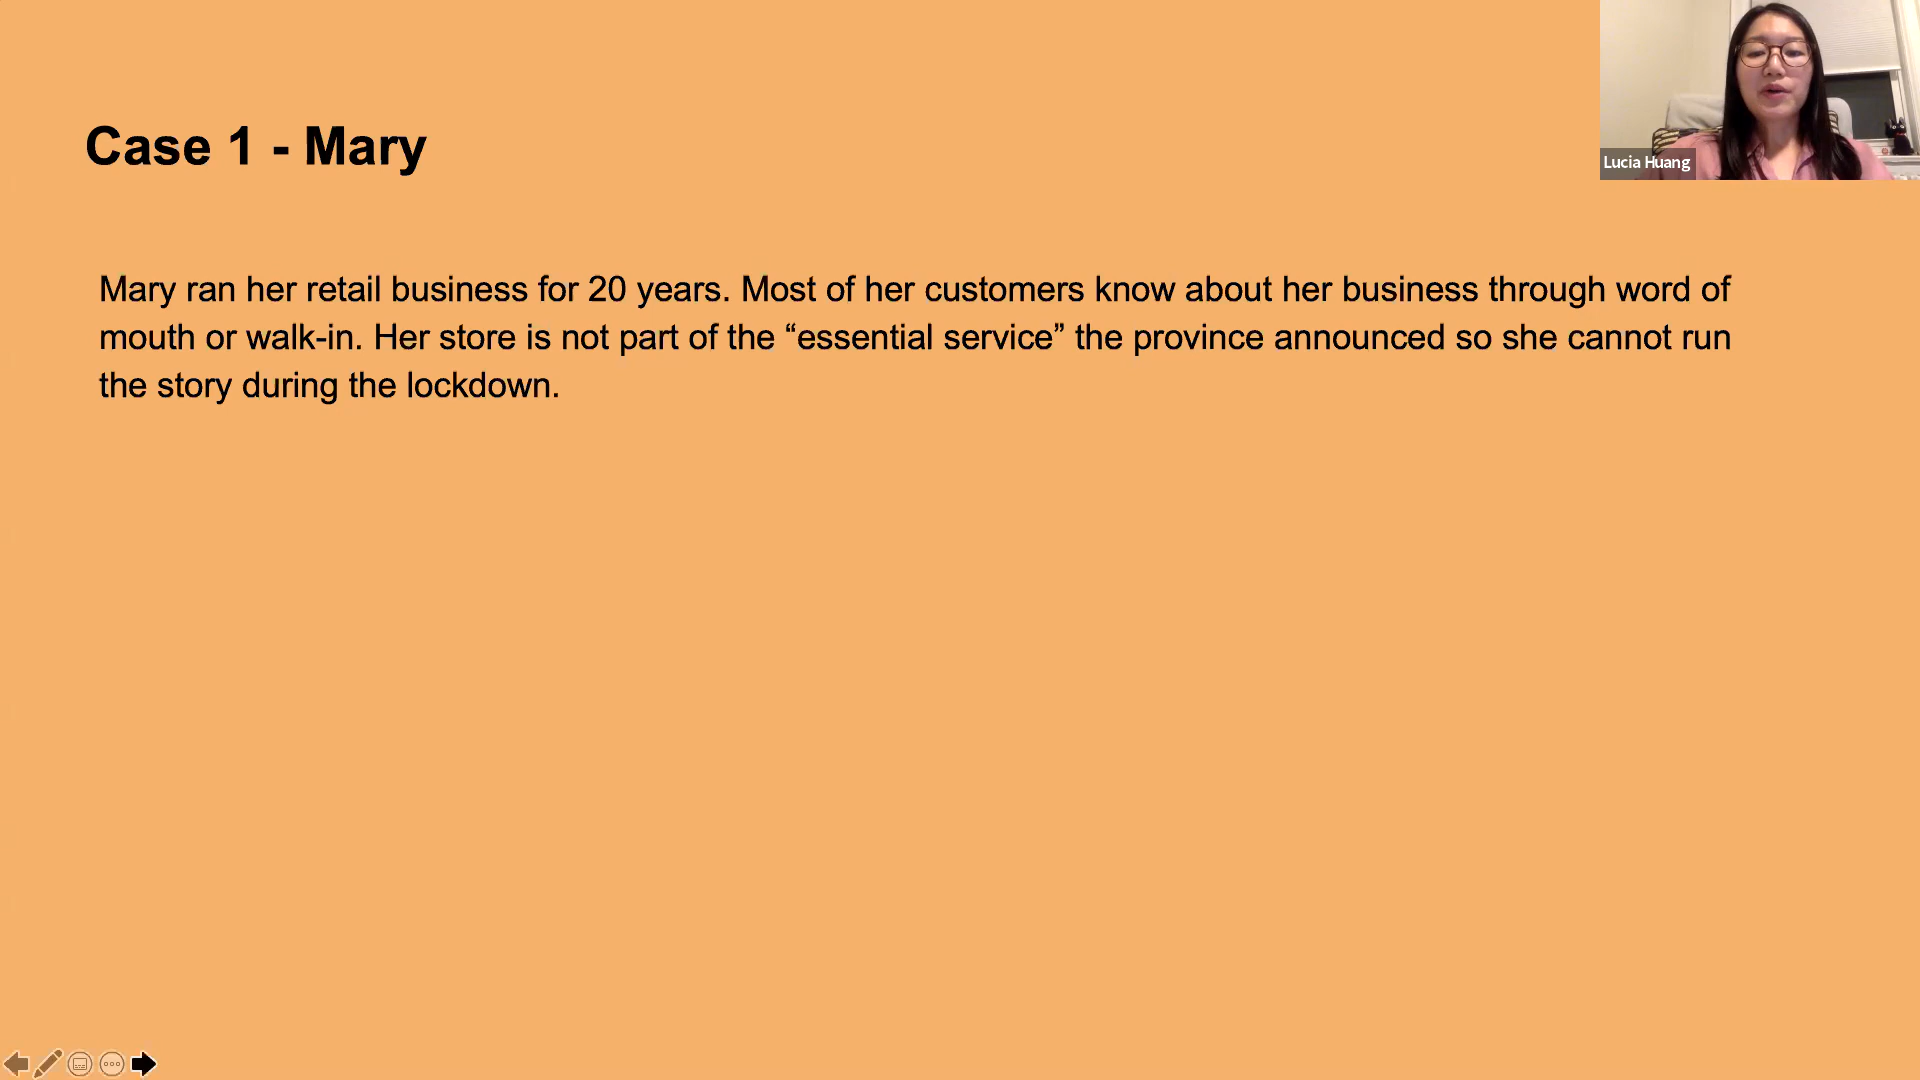 Case 1 - Mary
Lucia Huang
Mary ran her retail business for 20 years. Most of her customers know about her business through word of
mouth or walk-in. Her store is not part of the “essential service” the province announced so she cannot run
the story during the lockdown.